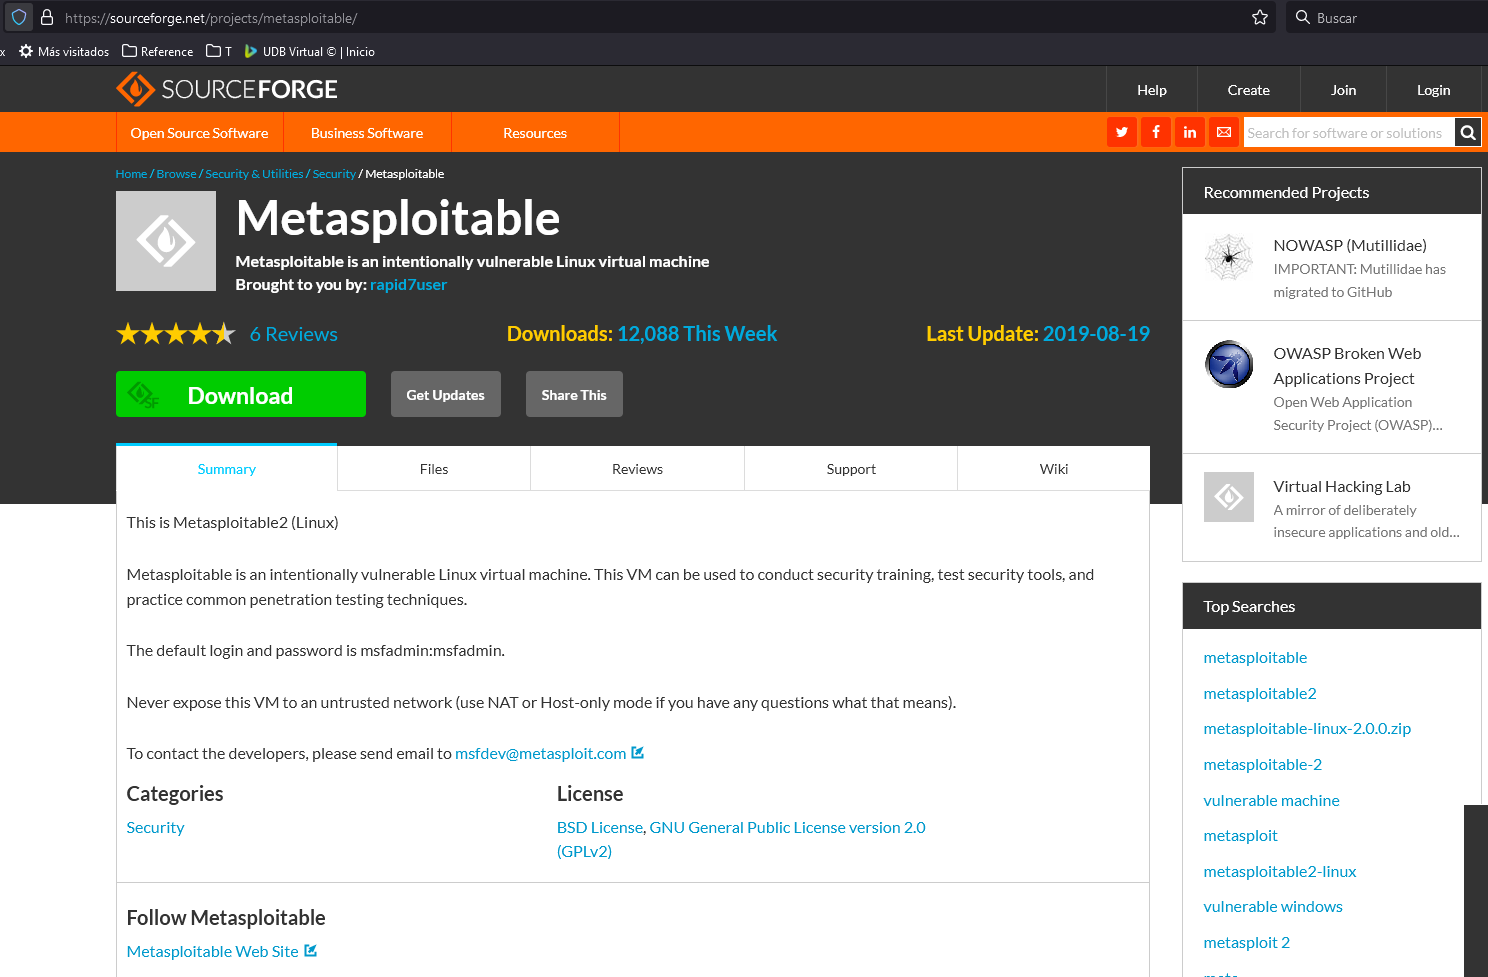 https://sourceforge.net/projects/metasploitable/
Buscar
x
Más visitados
Reference
T
UDB Virtual © | Inicio
SOURCEFORGE
Help
Create
Join
Login
Open Source Software
Business Software
Resources
Search for software or solutions
Home / Browse / Security & Utilities / Security / Metasploitable
Metasploitable
Metasploitable is an intentionally vulnerable Linux virtual machine
Brought to you by: rapid7user
6 Reviews
Downloads: 12,088 This Week
Last Update: 2019-08-19
SF
Download
Get Updates
Share This
Summary
Files
Reviews
Support
Wiki
This is Metasploitable2 (Linux)
Metasploitable is an intentionally vulnerable Linux virtual machine. This VM can be used to conduct security training, test security tools, and
practice common penetration testing techniques.
The default login and password is msfadmin:msfadmin.
Never expose this VM to an untrusted network (use NAT or Host-only mode if you have any questions what that means).
To contact the developers, please send email to msfdev@metasploit.com
Categories
Security
License
BSD License, GNU General Public License version 2.0
(GPLv2)
Follow Metasploitable
Metasploitable Web Site
Recommended Projects
NOWASP (Mutillidae)
IMPORTANT: Mutillidae has
migrated to GitHub
OWASP Broken Web
Applications Project
Open Web Application
Security Project (OWASP)...
Virtual Hacking Lab
A mirror of deliberately
insecure applications and old...
Top Searches
metasploitable
metasploitable2
metasploitable-linux-2.0.0.zip
metasploitable-2
vulnerable machine
metasploit
metasploitable2-linux
vulnerable windows
metasploit 2